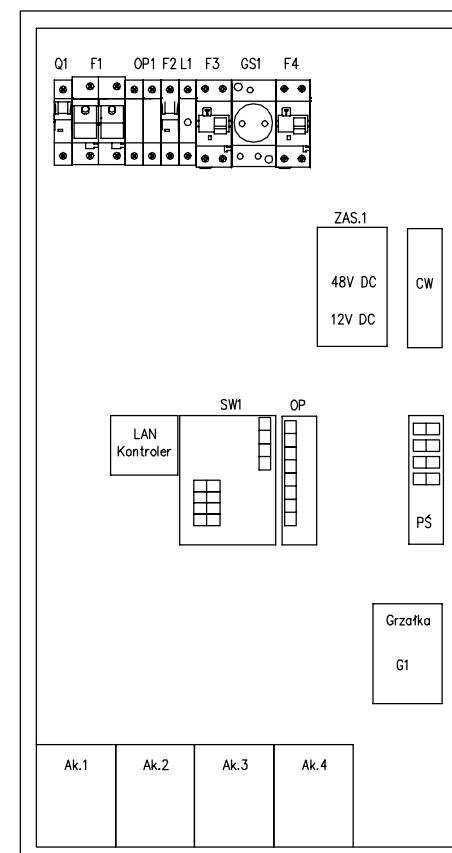 Q1 F1 OP1 F2 L1 F3 GS1 F4
ZAS.1
48V DC
12V DC
CW
SW1
OP
LAN
Kontroler
PŚ
Grzałka
G1
Ak.1 Ak.2 Ak.3 Ak.4